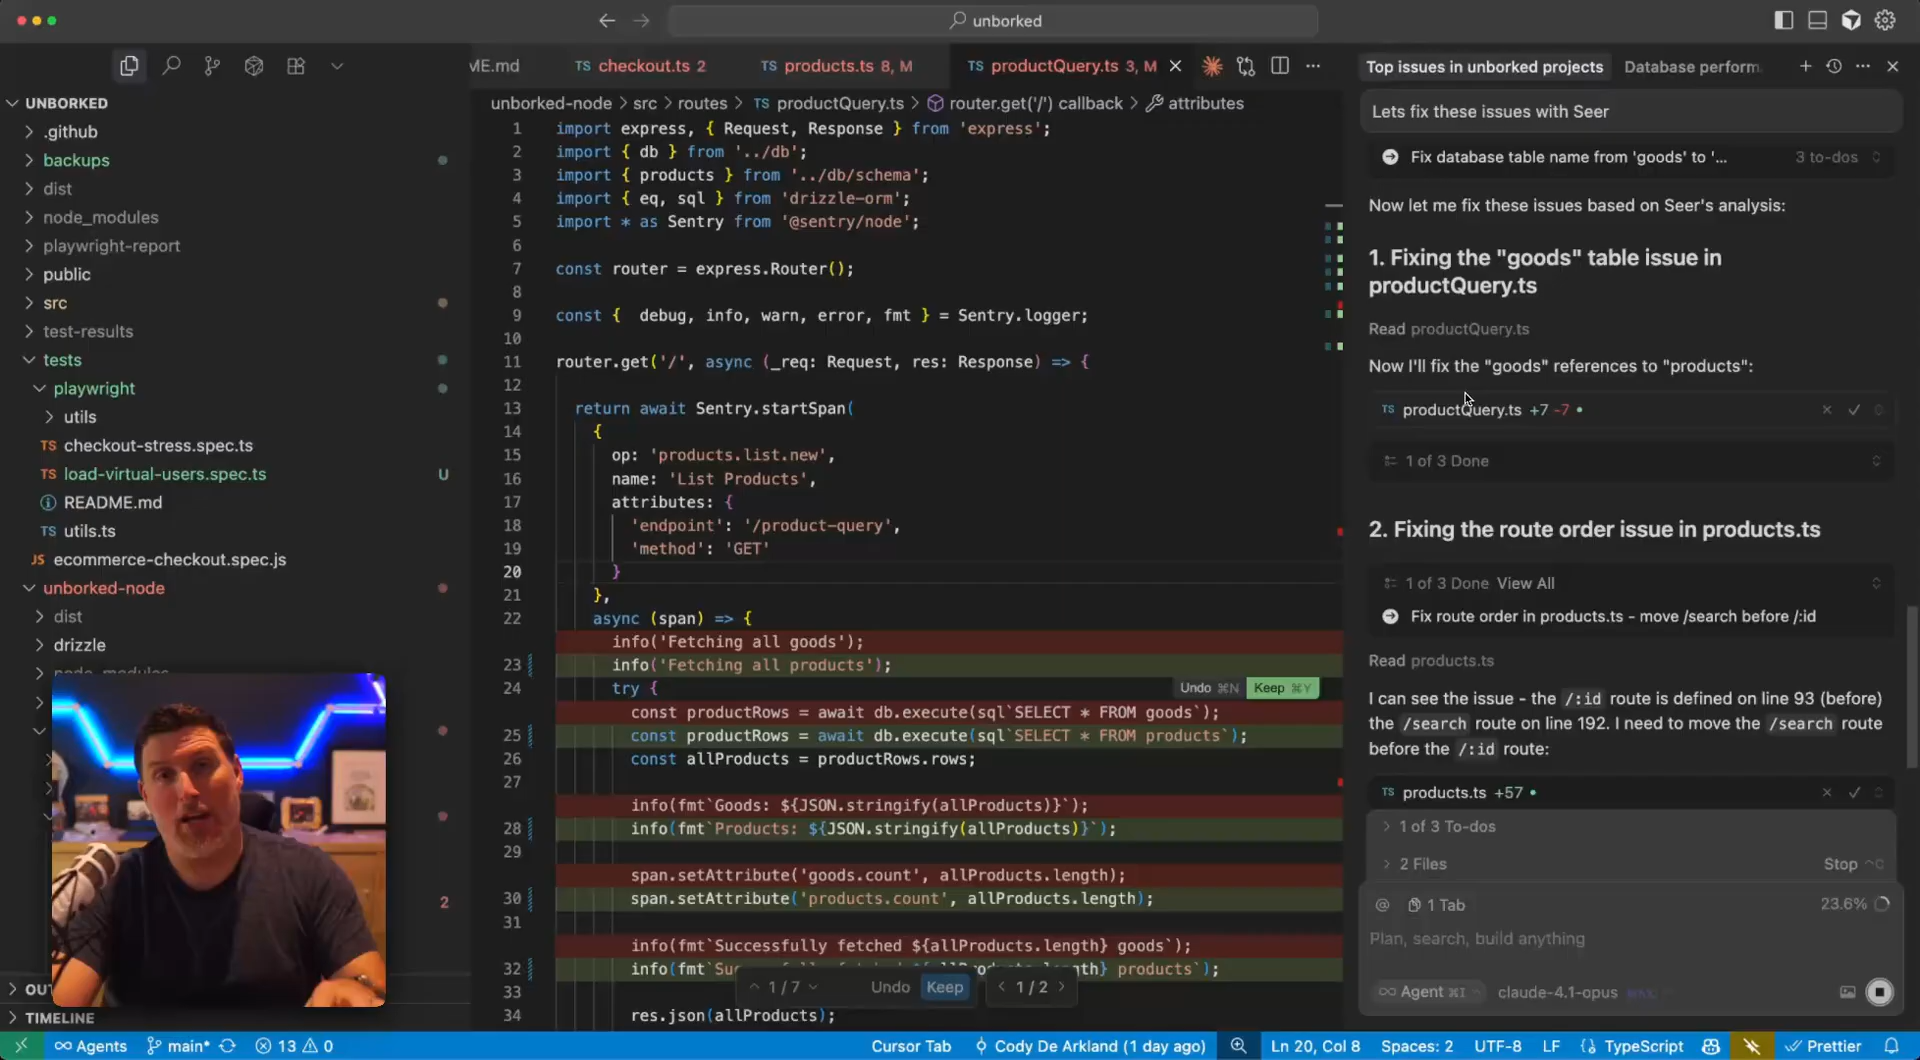 unborked
UNBORKED
.github
backups
dist
node_modules
playwright-report
public
src
test-results
tests
playwright
utils
TS checkout-stress.spec.ts
TS load-virtual-users.spec.ts U
README.md
TS utils.ts
JS ecommerce-checkout.spec.js
unborked-node
dist
drizzle
node_modules
2
TIMELINE
ME.md
TS checkout.ts 2
TS products.ts 8, M
TS productQuery.ts 3, M
unborked-node > src > routes > TS productQuery.ts > router.get('/') callback > attributes
1 import express, { Request, Response } from 'express';
2 import { db } from '../db';
3 import { products } from '../db/schema';
4 import { eq, sql } from 'drizzle-orm';
5 import * as Sentry from '@sentry/node';
6
7 const router = express.Router();
8
9 const { debug, info, warn, error, fmt } = Sentry.logger;
10
11 router.get('/', async (_req: Request, res: Response) => {
12
13 return await Sentry.startSpan(
14 {
15 op: 'products.list.new',
16 name: 'List Products',
17 attributes: {
18 'endpoint': '/product-query',
19 'method': 'GET'
20 }
21 },
22 async (span) => {
info('Fetching all goods');
23 info('Fetching all products');
24 try {
Undo ⌘N Keep ⌘Y
const productRows = await db.execute(sql`SELECT * FROM goods`);
25 const productRows = await db.execute(sql`SELECT * FROM products`);
26 const allProducts = productRows.rows;
27
info(fmt`Goods: ${JSON.stringify(allProducts)}`);
28 info(fmt`Products: ${JSON.stringify(allProducts)}`);
29
span.setAttribute('goods.count', allProducts.length);
30 span.setAttribute('products.count', allProducts.length);
31
info(fmt`Successfully fetched ${allProducts.length} goods`);
32 info(fmt`Su length} products`);
1 / 7 Undo Keep 1 / 2
33
34 res.json(allProducts);
Top issues in unborked projects
Database perform
Lets fix these issues with Seer
Fix database table name from 'goods' to '... 3 to-dos
Now let me fix these issues based on Seer's analysis:
1. Fixing the "goods" table issue in
productQuery.ts
Read productQuery.ts
Now I'll fix the "goods" references to "products":
TS productQuery.ts +7 -7
1 of 3 Done
2. Fixing the route order issue in products.ts
1 of 3 Done View All
Fix route order in products.ts - move /search before /:id
Read products.ts
I can see the issue - the /:id route is defined on line 93 (before)
the /search route on line 192. I need to move the /search route
before the /:id route:
TS products.ts +57
1 of 3 To-dos
2 Files Stop
@ 1 Tab 23.6%
Plan, search, build anything
∞ Agent ⌘I claude-4.1-opus
Agents main* 13 0 Cursor Tab Cody De Arkland (1 day ago) Ln 20, Col 8 Spaces: 2 UTF-8 LF TypeScript Prettier